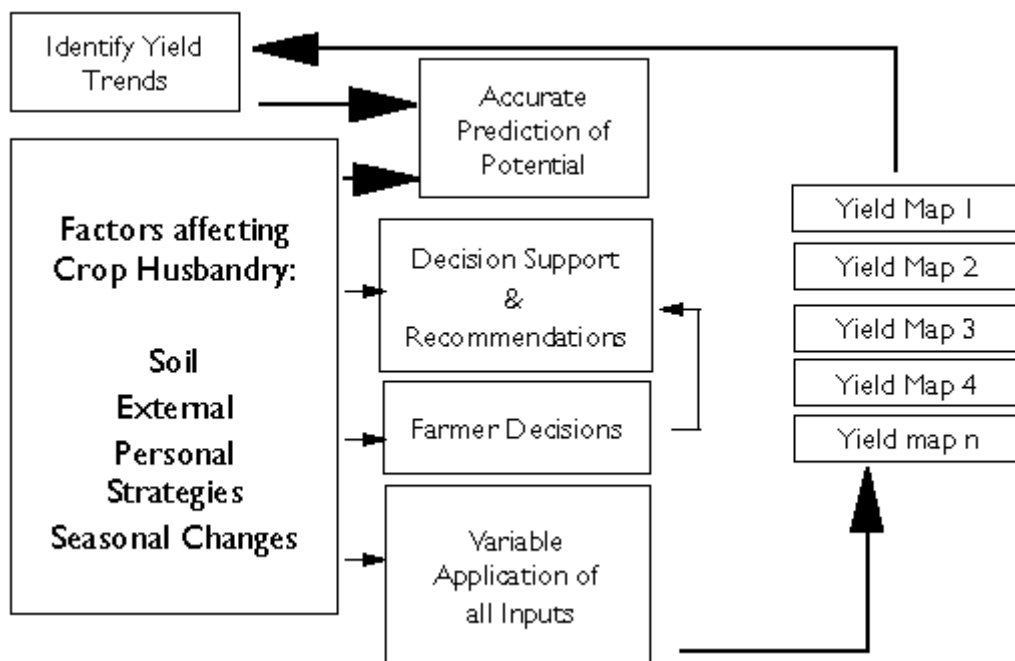 Identify Yield
Trends
Accurate
Prediction of
Potential
Factors affecting
Crop Husbandry:
Soil
External
Personal
Strategies
Seasonal Changes
Decision Support
&
Recommendations
Farmer Decisions
Variable
Application of
all Inputs
Yield Map 1
Yield Map 2
Yield Map 3
Yield Map 4
Yield map n